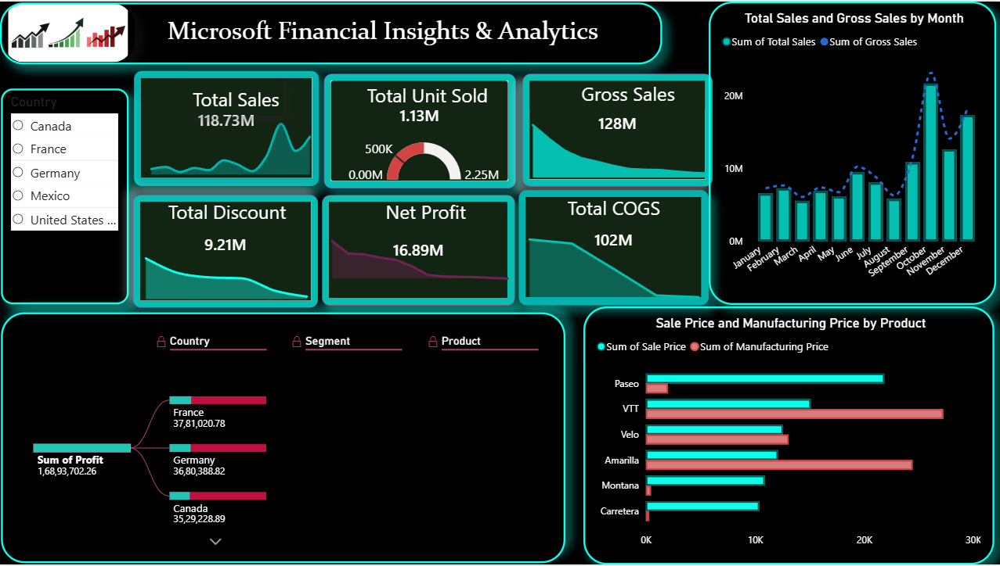 Microsoft Financial Insights & Analytics
Country
Canada
France
Germany
Mexico
United States ...
Total Sales
118.73M
Total Unit Sold
1.13M
500K
0.00M
2.25M
Gross Sales
128M
Total Discount
9.21M
Net Profit
16.89M
Total COGS
102M
Total Sales and Gross Sales by Month
Sum of Total Sales Sum of Gross Sales
20M
10M
0M
January
February
March
April
May
June
July
August
September
October
November
December
Country
Segment
Product
Sum of Profit
1,68,93,702.26
France
37,81,020.78
Germany
36,80,388.82
Canada
35,29,228.89
Sale Price and Manufacturing Price by Product
Sum of Sale Price Sum of Manufacturing Price
Paseo
VTT
Velo
Amarilla
Montana
Carretera
0K 10K 20K 30K